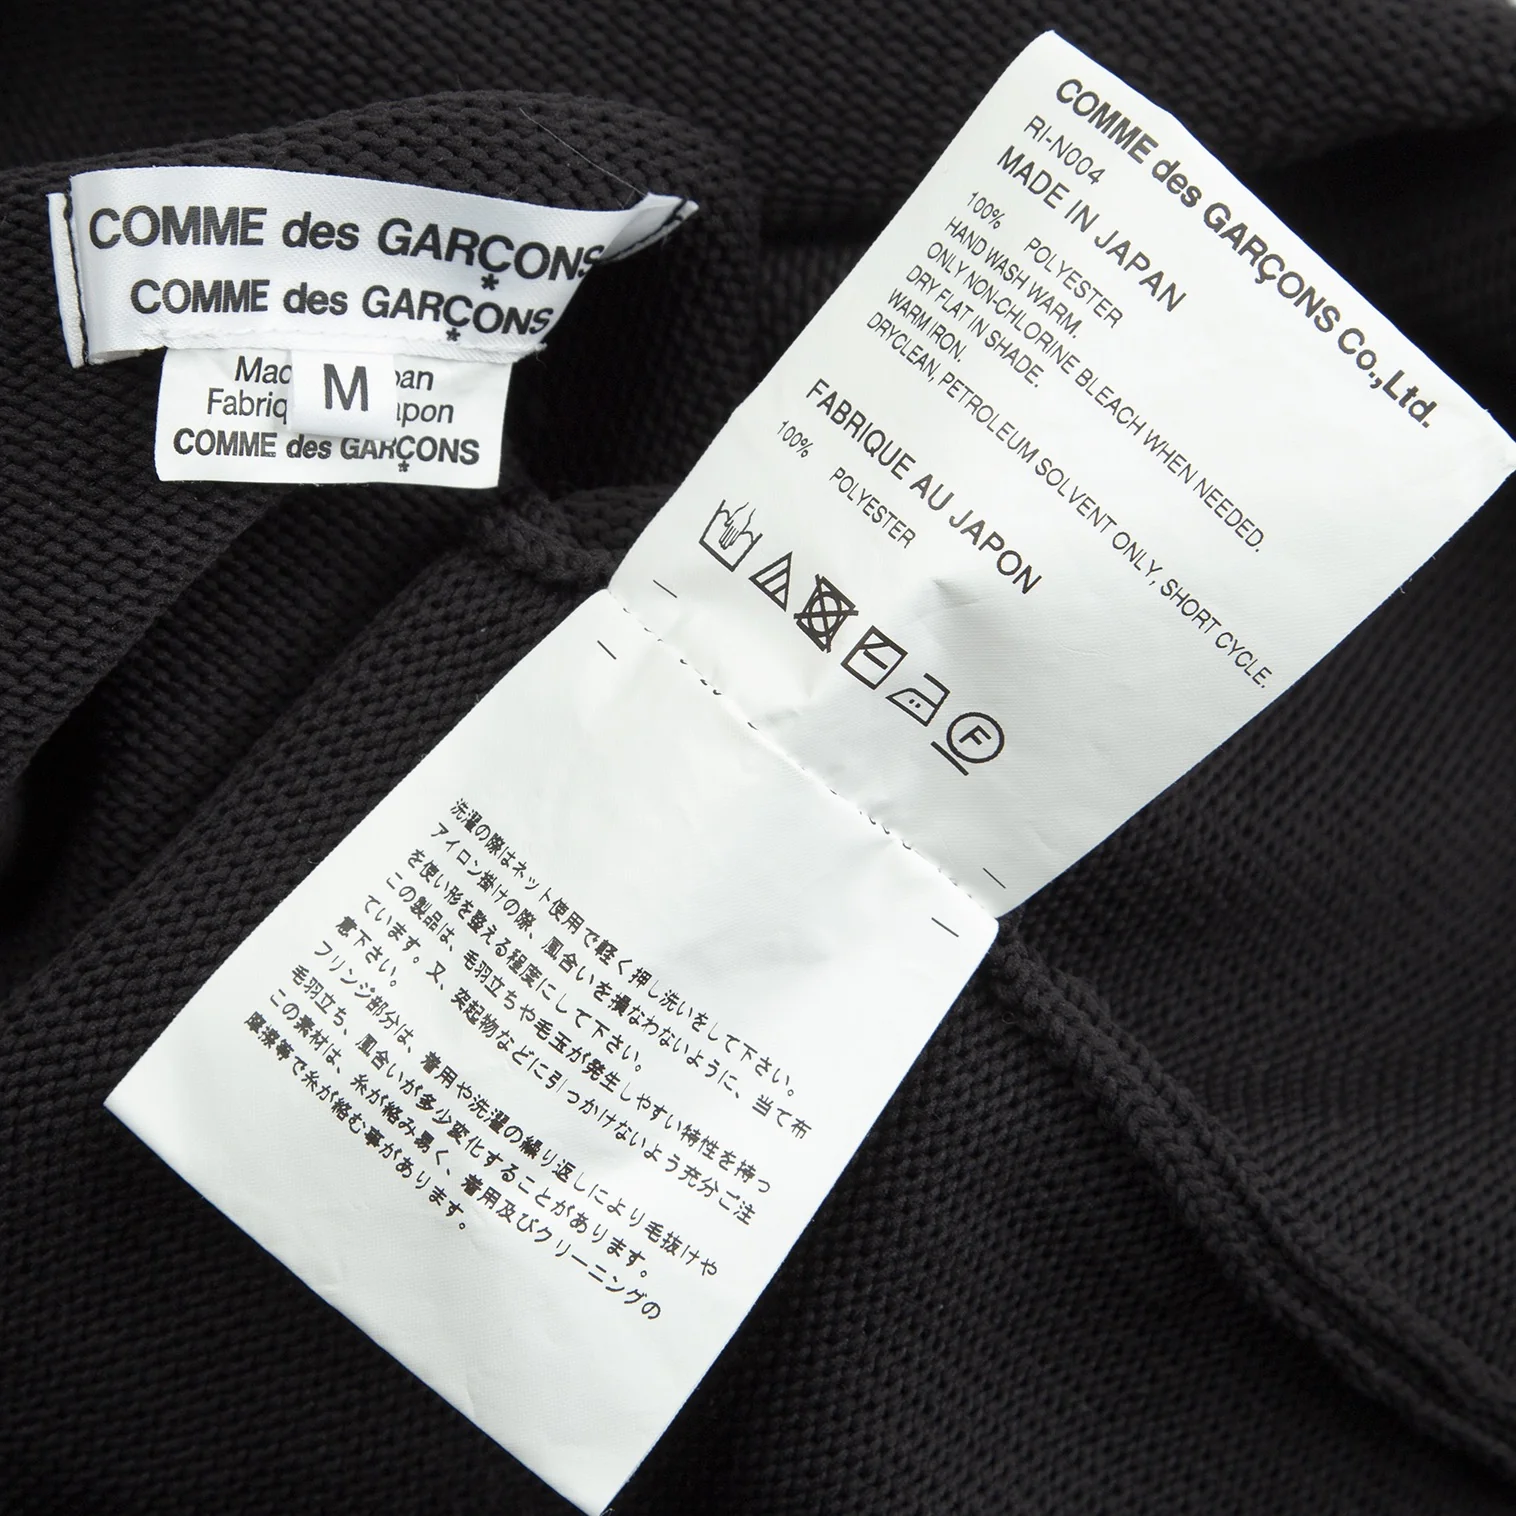 COMME des GARÇONS
COMME des GARÇONS
M
COMME des GARÇONS
COMME des GARÇONS Co.,Ltd.
RI-N004
MADE IN JAPAN
100% POLYESTER
HAND WASH WARM.
ONLY NON-CHLORINE BLEACH WHEN NEEDED.
DRY FLAT IN SHADE.
WARM IRON.
DRYCLEAN, PETROLEUM SOLVENT ONLY, SHORT CYCLE.
FABRIQUE AU JAPON
100% POLYESTER
F
洗濯の際はネット使用で軽く押し洗いをして下さい。
アイロン掛けの際、風合いを損なわないように、当て布
を使い形を整える程度にして下さい。
この製品は、毛羽立ちや毛玉が発生しやすい特性を持っ
ています。又、突起物などに引っかけないよう充分ご注
意下さい。
フリンジ部分は、着用や洗濯の繰り返しにより毛抜けや
毛羽立ち、風合いが多少変化することがあります。
この素材は、糸が絡み易く、着用及びクリーニングの
摩擦等で糸が絡む事があります。